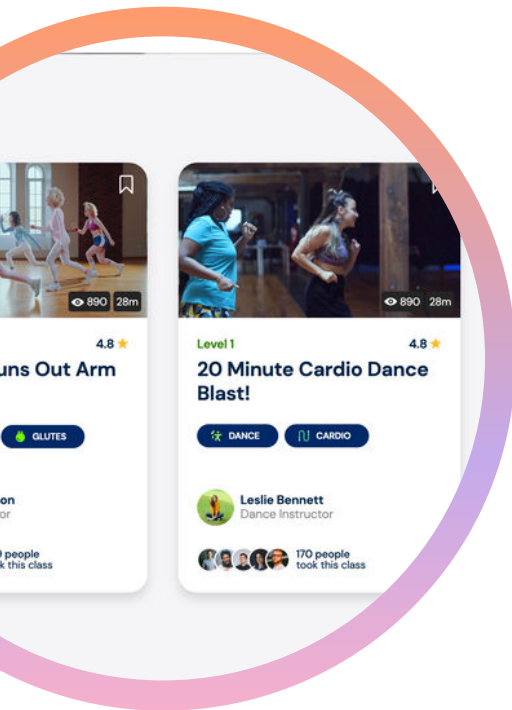 890 28m
4.8
uns Out Arm
GLUTES
on
or
9 people
k this class
890 28m
Level 1 4.8
20 Minute Cardio Dance
Blast!
DANCE CARDIO
Leslie Bennett
Dance Instructor
170 people
took this class